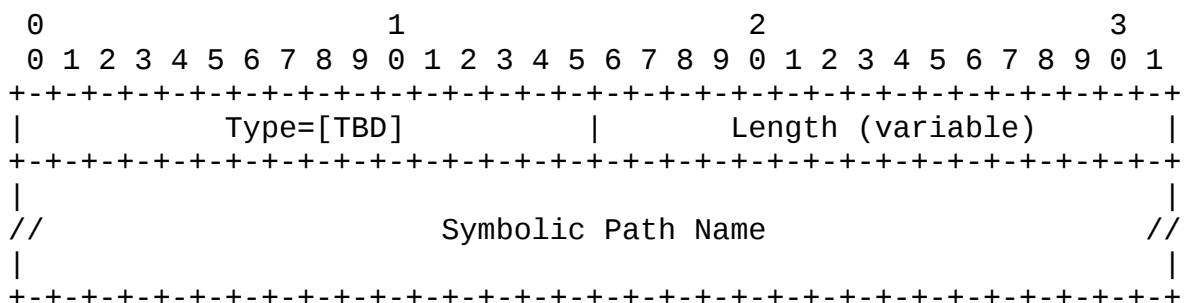 0                   1                   2                   3
 0 1 2 3 4 5 6 7 8 9 0 1 2 3 4 5 6 7 8 9 0 1 2 3 4 5 6 7 8 9 0 1
+-+-+-+-+-+-+-+-+-+-+-+-+-+-+-+-+-+-+-+-+-+-+-+-+-+-+-+-+-+-+-+-+
|           Type=[TBD]          |       Length (variable)       |
+-+-+-+-+-+-+-+-+-+-+-+-+-+-+-+-+-+-+-+-+-+-+-+-+-+-+-+-+-+-+-+-+
|                                                               |
//                      Symbolic Path Name                     //
|                                                               |
+-+-+-+-+-+-+-+-+-+-+-+-+-+-+-+-+-+-+-+-+-+-+-+-+-+-+-+-+-+-+-+-+